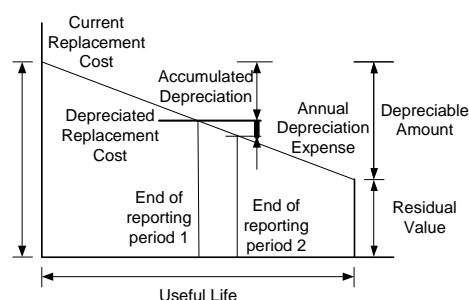 Current
Replacement
Cost
Accumulated
Depreciation
Depreciated
Replacement
Cost
Annual
Depreciation
Expense
Depreciable
Amount
End of
reporting
period 1
End of
reporting
period 2
Residual
Value
Useful Life